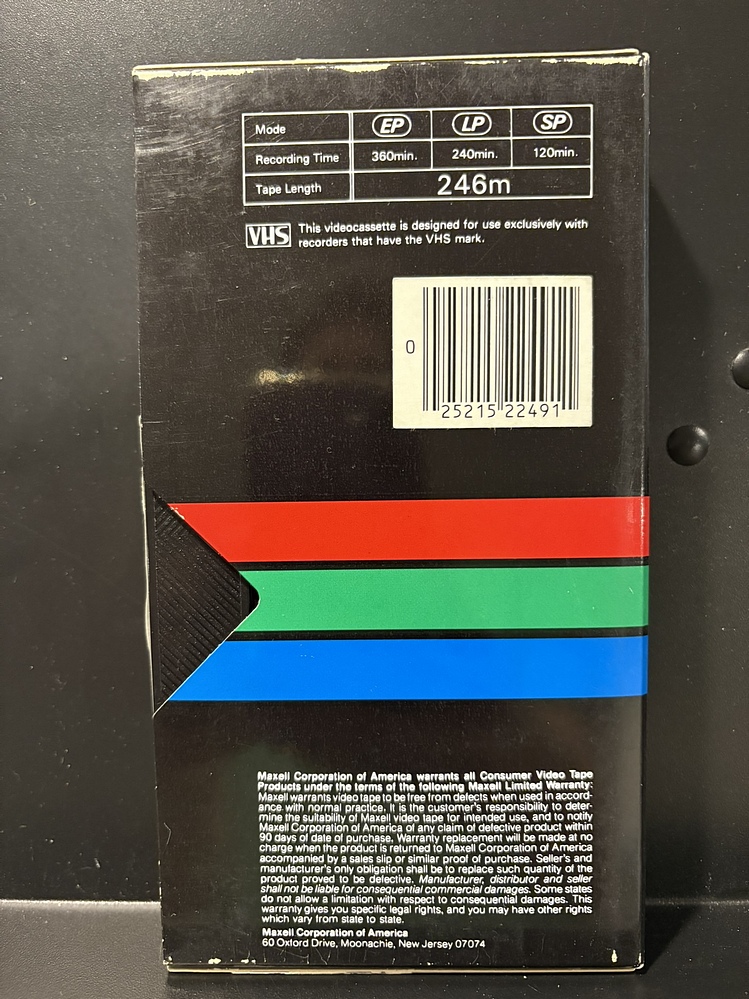 Mode EP LP SP
Recording Time 360min. 240min. 120min.
Tape Length 246m
VHS This videocassette is designed for use exclusively with
recorders that have the VHS mark.
0
25215 22491
Maxell Corporation of America warrants all Consumer Video Tape
Products under the terms of the following Maxell Limited Warranty:
Maxell warrants video tape to be free from defects when used in accord-
ance with normal practice. It is the customer's responsibility to deter-
mine the suitability of Maxell video tape for intended use, and to notify
Maxell Corporation of America of any claim of defective product within
90 days of date of purchase. Warranty replacement will be made at no
charge when the product is returned to Maxell Corporation of America
accompanied by a sales slip or similar proof of purchase. Seller's and
manufacturer's only obligation shall be to replace such quantity of the
product proved to be defective. Manufacturer, distributor and seller
shall not be liable for consequential commercial damages. Some states
do not allow a limitation with respect to consequential damages. This
warranty gives you specific legal rights, and you may have other rights
which vary from state to state.
Maxell Corporation of America
60 Oxford Drive, Moonachie, New Jersey 07074